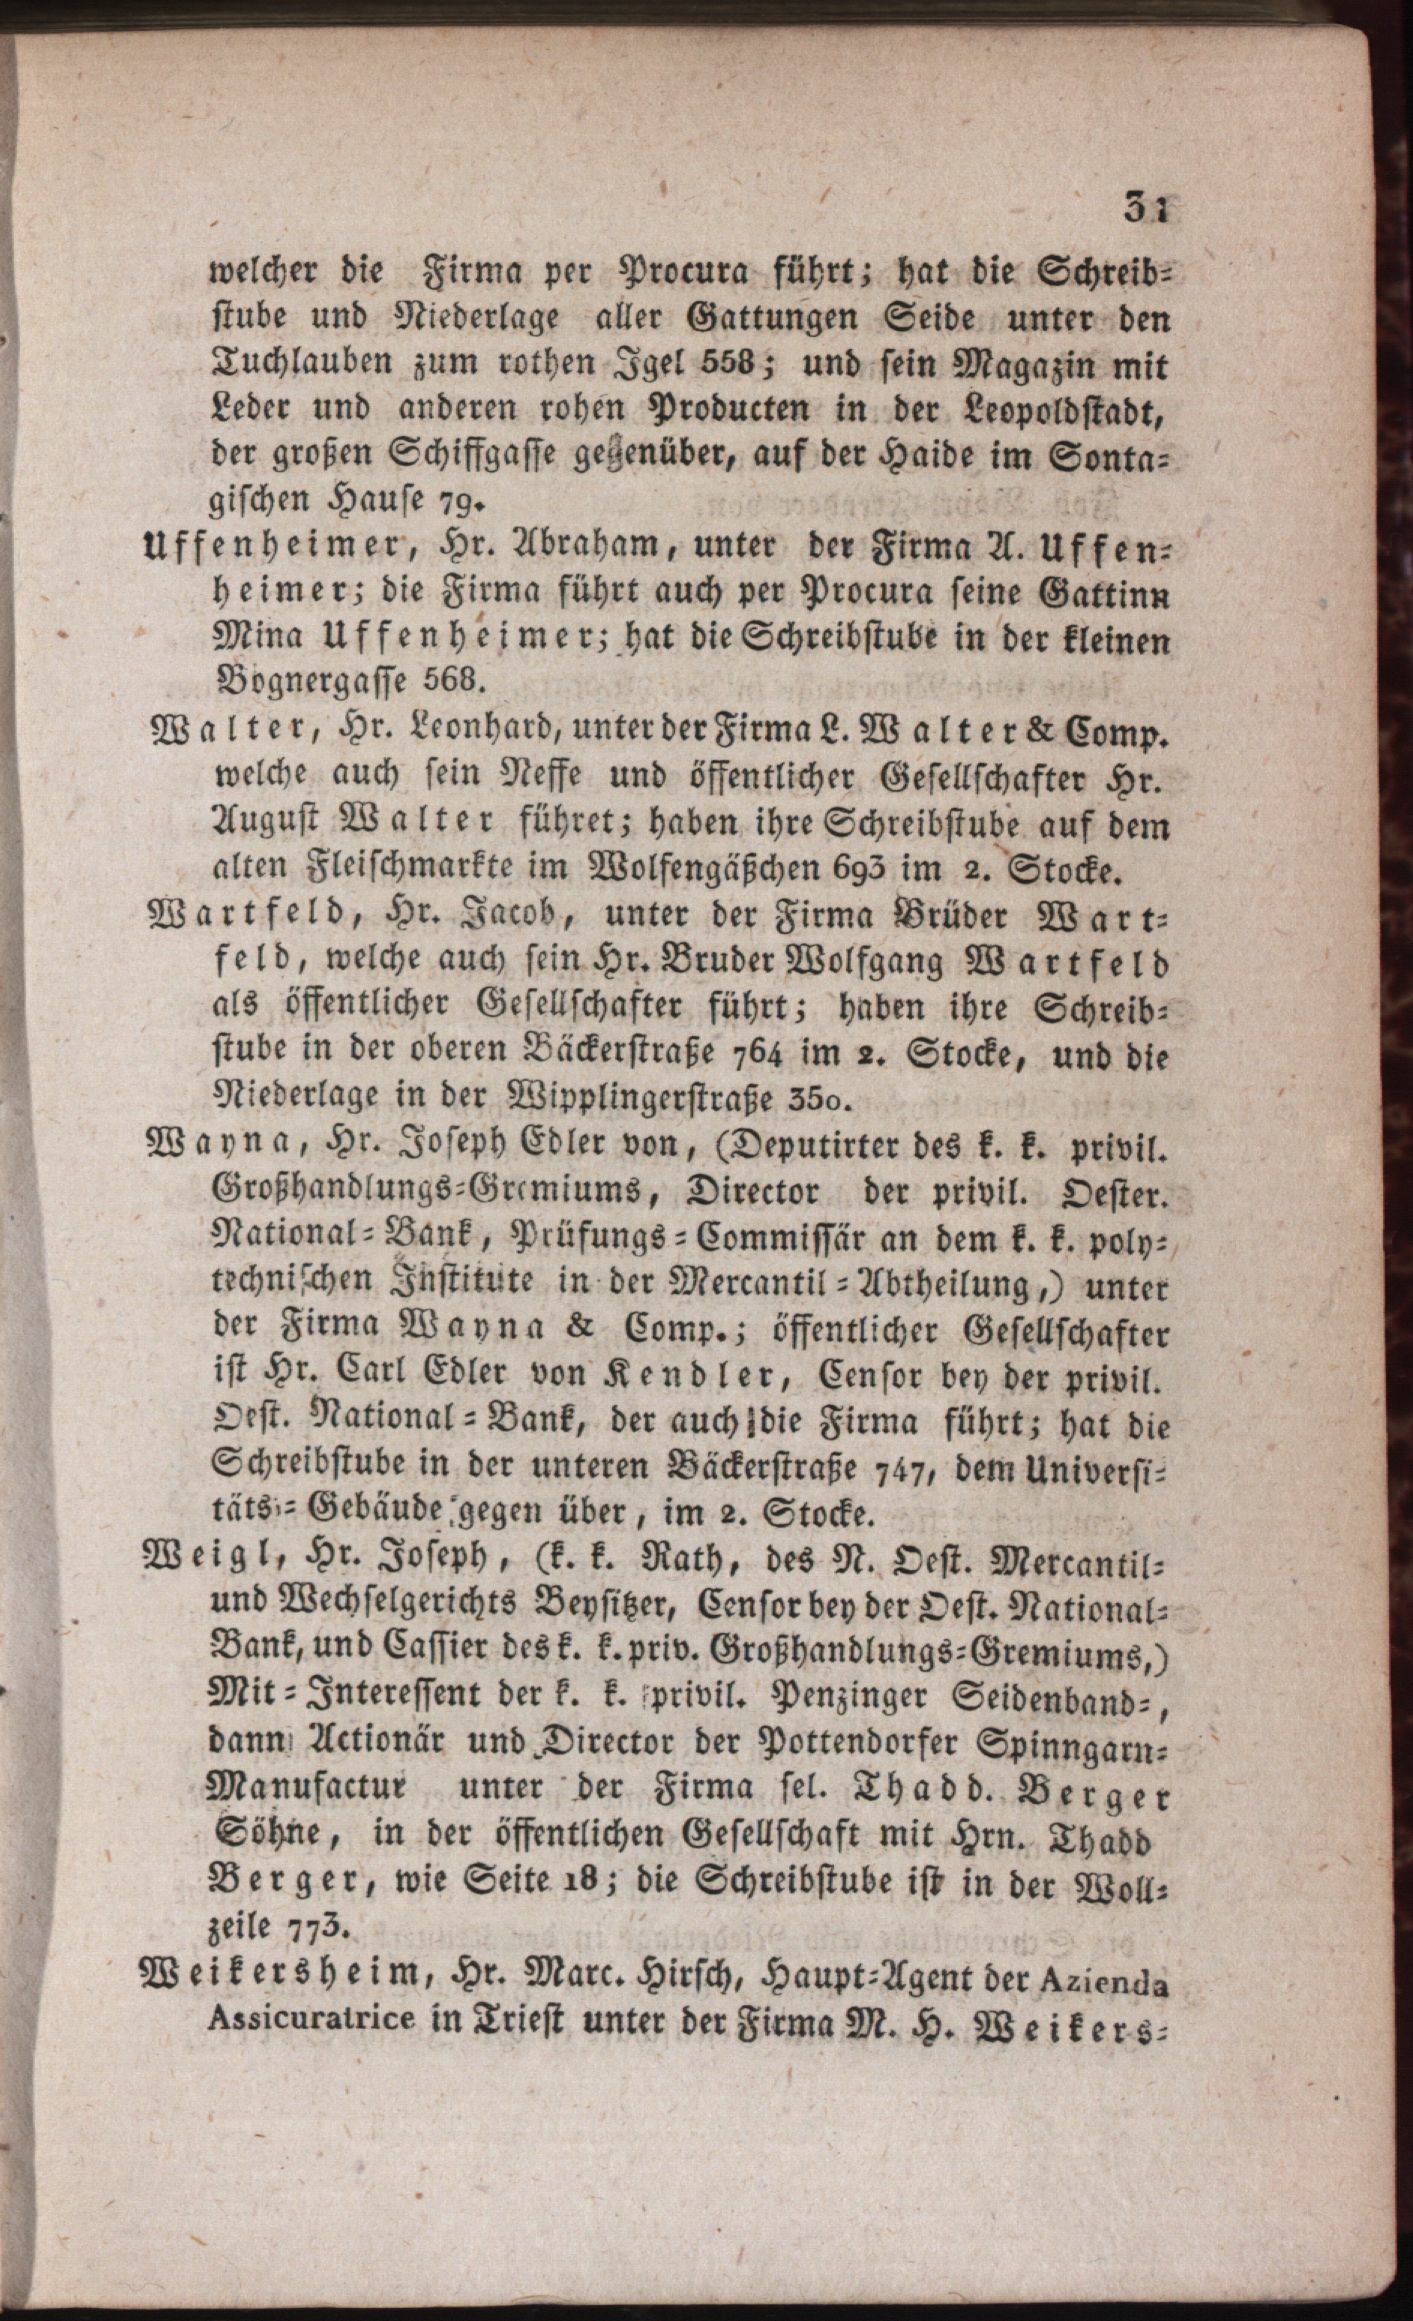 31
welcher die Firma per Procura führt; hat die Schreib-
stube und Niederlage aller Gattungen Seide unter den
Tuchlauben zum rothen Igel 558; und sein Magazin mit
Leder und anderen rohen Producten in der Leopoldstadt,
der großen Schiffgasse gegenüber, auf der Haide im Sonta-
gischen Hause 79.
Uffenheimer, Hr. Abraham, unter der Firma A. Uffen-
heimer; die Firma führt auch per Procura seine Gattinn
Mina Uffenheimer; hat die Schreibstube in der kleinen
Bognergasse 568.
Walter, Hr. Leonhard, unter der Firma L. Walter & Comp.
welche auch sein Neffe und öffentlicher Gesellschafter Hr.
August Walter führet; haben ihre Schreibstube auf dem
alten Fleischmarkte im Wolfengäßchen 693 im 2. Stocke.
Wartfeld, Hr. Jacob, unter der Firma Brüder Wart-
feld, welche auch sein Hr. Bruder Wolfgang Wartfeld
als öffentlicher Gesellschafter führt; haben ihre Schreib-
stube in der oberen Bäckerstraße 764 im 2. Stocke, und die
Niederlage in der Wipplingerstraße 350.
Wayna, Hr. Joseph Edler von, (Deputirter des k. k. privil.
Großhandlungs-Gremiums, Director der privil. Oester.
National-Bank, Prüfungs-Commissär an dem k. k. poly-
technischen Institute in der Mercantil-Abtheilung,) unter
der Firma Wayna & Comp.; öffentlicher Gesellschafter
ist Hr. Carl Edler von Kendler, Censor bey der privil.
Oest. National-Bank, der auch die Firma führt; hat die
Schreibstube in der unteren Bäckerstraße 747, dem Universi-
täts-Gebäude gegen über, im 2. Stocke.
Weigl, Hr. Joseph, (k. k. Rath, des N. Oest. Mercantil-
und Wechselgerichts Beysitzer, Censor bey der Oest. National-
Bank, und Cassier des k. k. priv. Großhandlungs-Gremiums,)
Mit-Interessent der k. k. privil. Penzinger Seidenband-,
dann Actionär und Director der Pottendorfer Spinngarn-
Manufactur unter der Firma sel. Thadd. Berger
Söhne, in der öffentlichen Gesellschaft mit Hrn. Thadd
Berger, wie Seite 18; die Schreibstube ist in der Woll-
zeile 773.
Weikersheim, Hr. Marc. Hirsch, Haupt-Agent der Azienda
Assicuratrice in Triest unter der Firma M. H. Weikers-